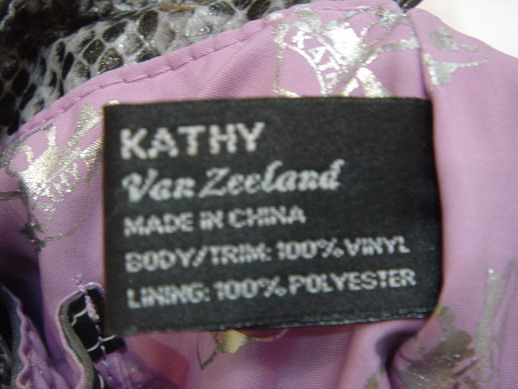 KATHY
Van Zeeland
MADE IN CHINA
BODY/TRIM: 100% VINYL
LINING: 100% POLYESTER